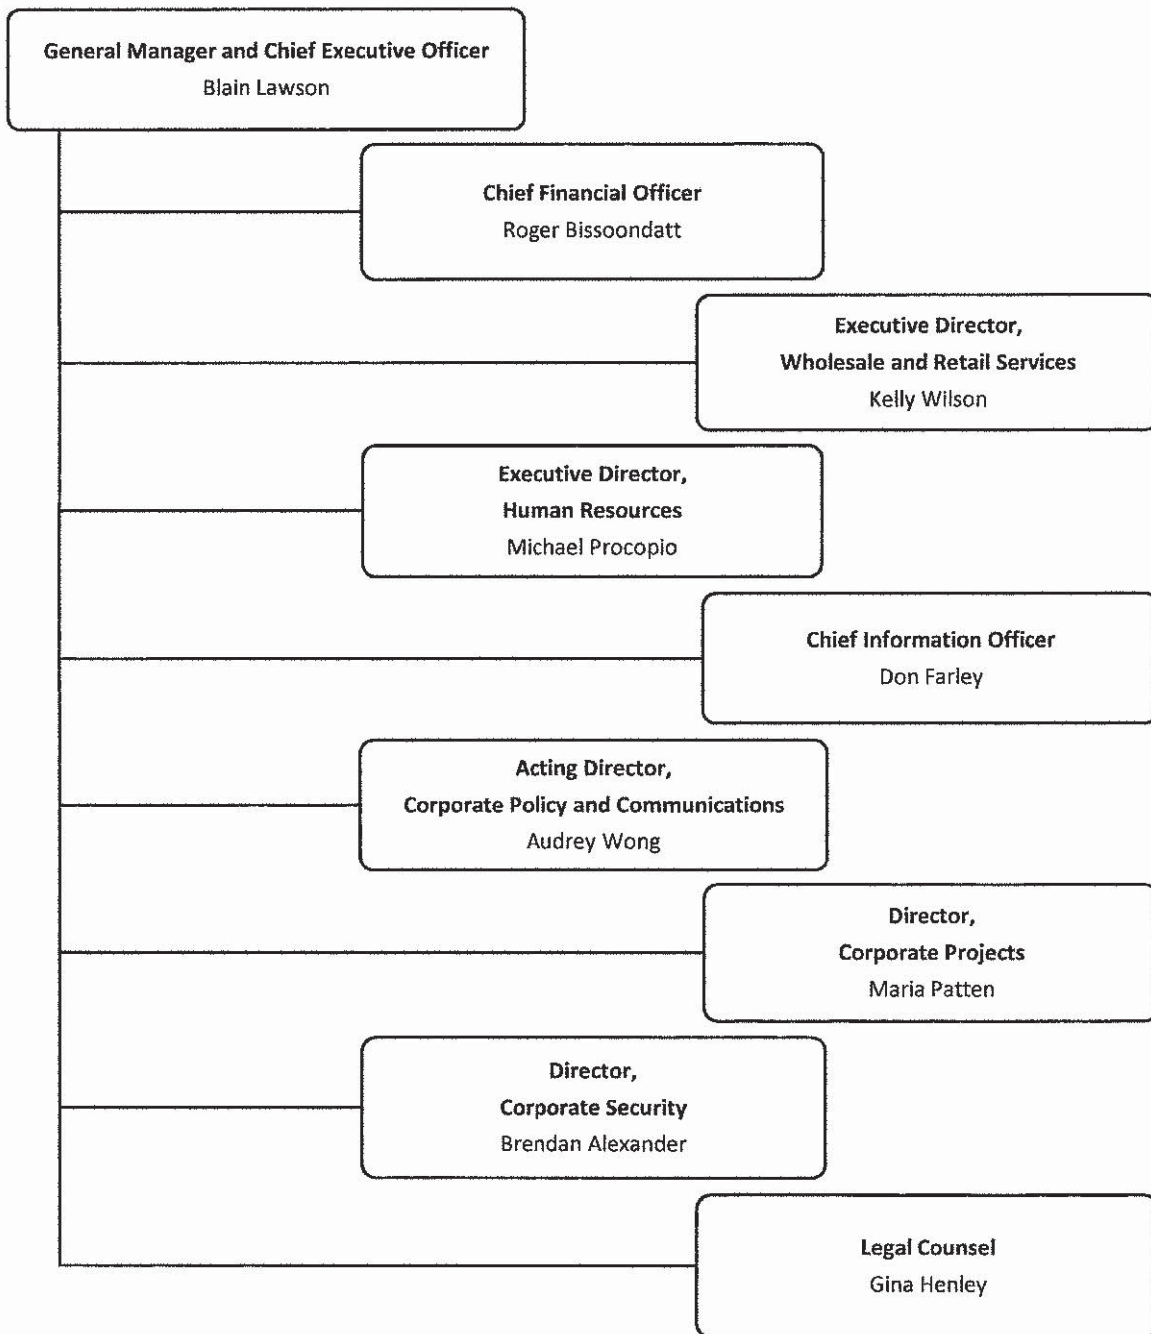 General Manager and Chief Executive Officer
Blain Lawson
Chief Financial Officer
Roger Bissoondatt
Executive Director,
Wholesale and Retail Services
Kelly Wilson
Executive Director,
Human Resources
Michael Procopio
Chief Information Officer
Don Farley
Acting Director,
Corporate Policy and Communications
Audrey Wong
Director,
Corporate Projects
Maria Patten
Director,
Corporate Security
Brendan Alexander
Legal Counsel
Gina Henley